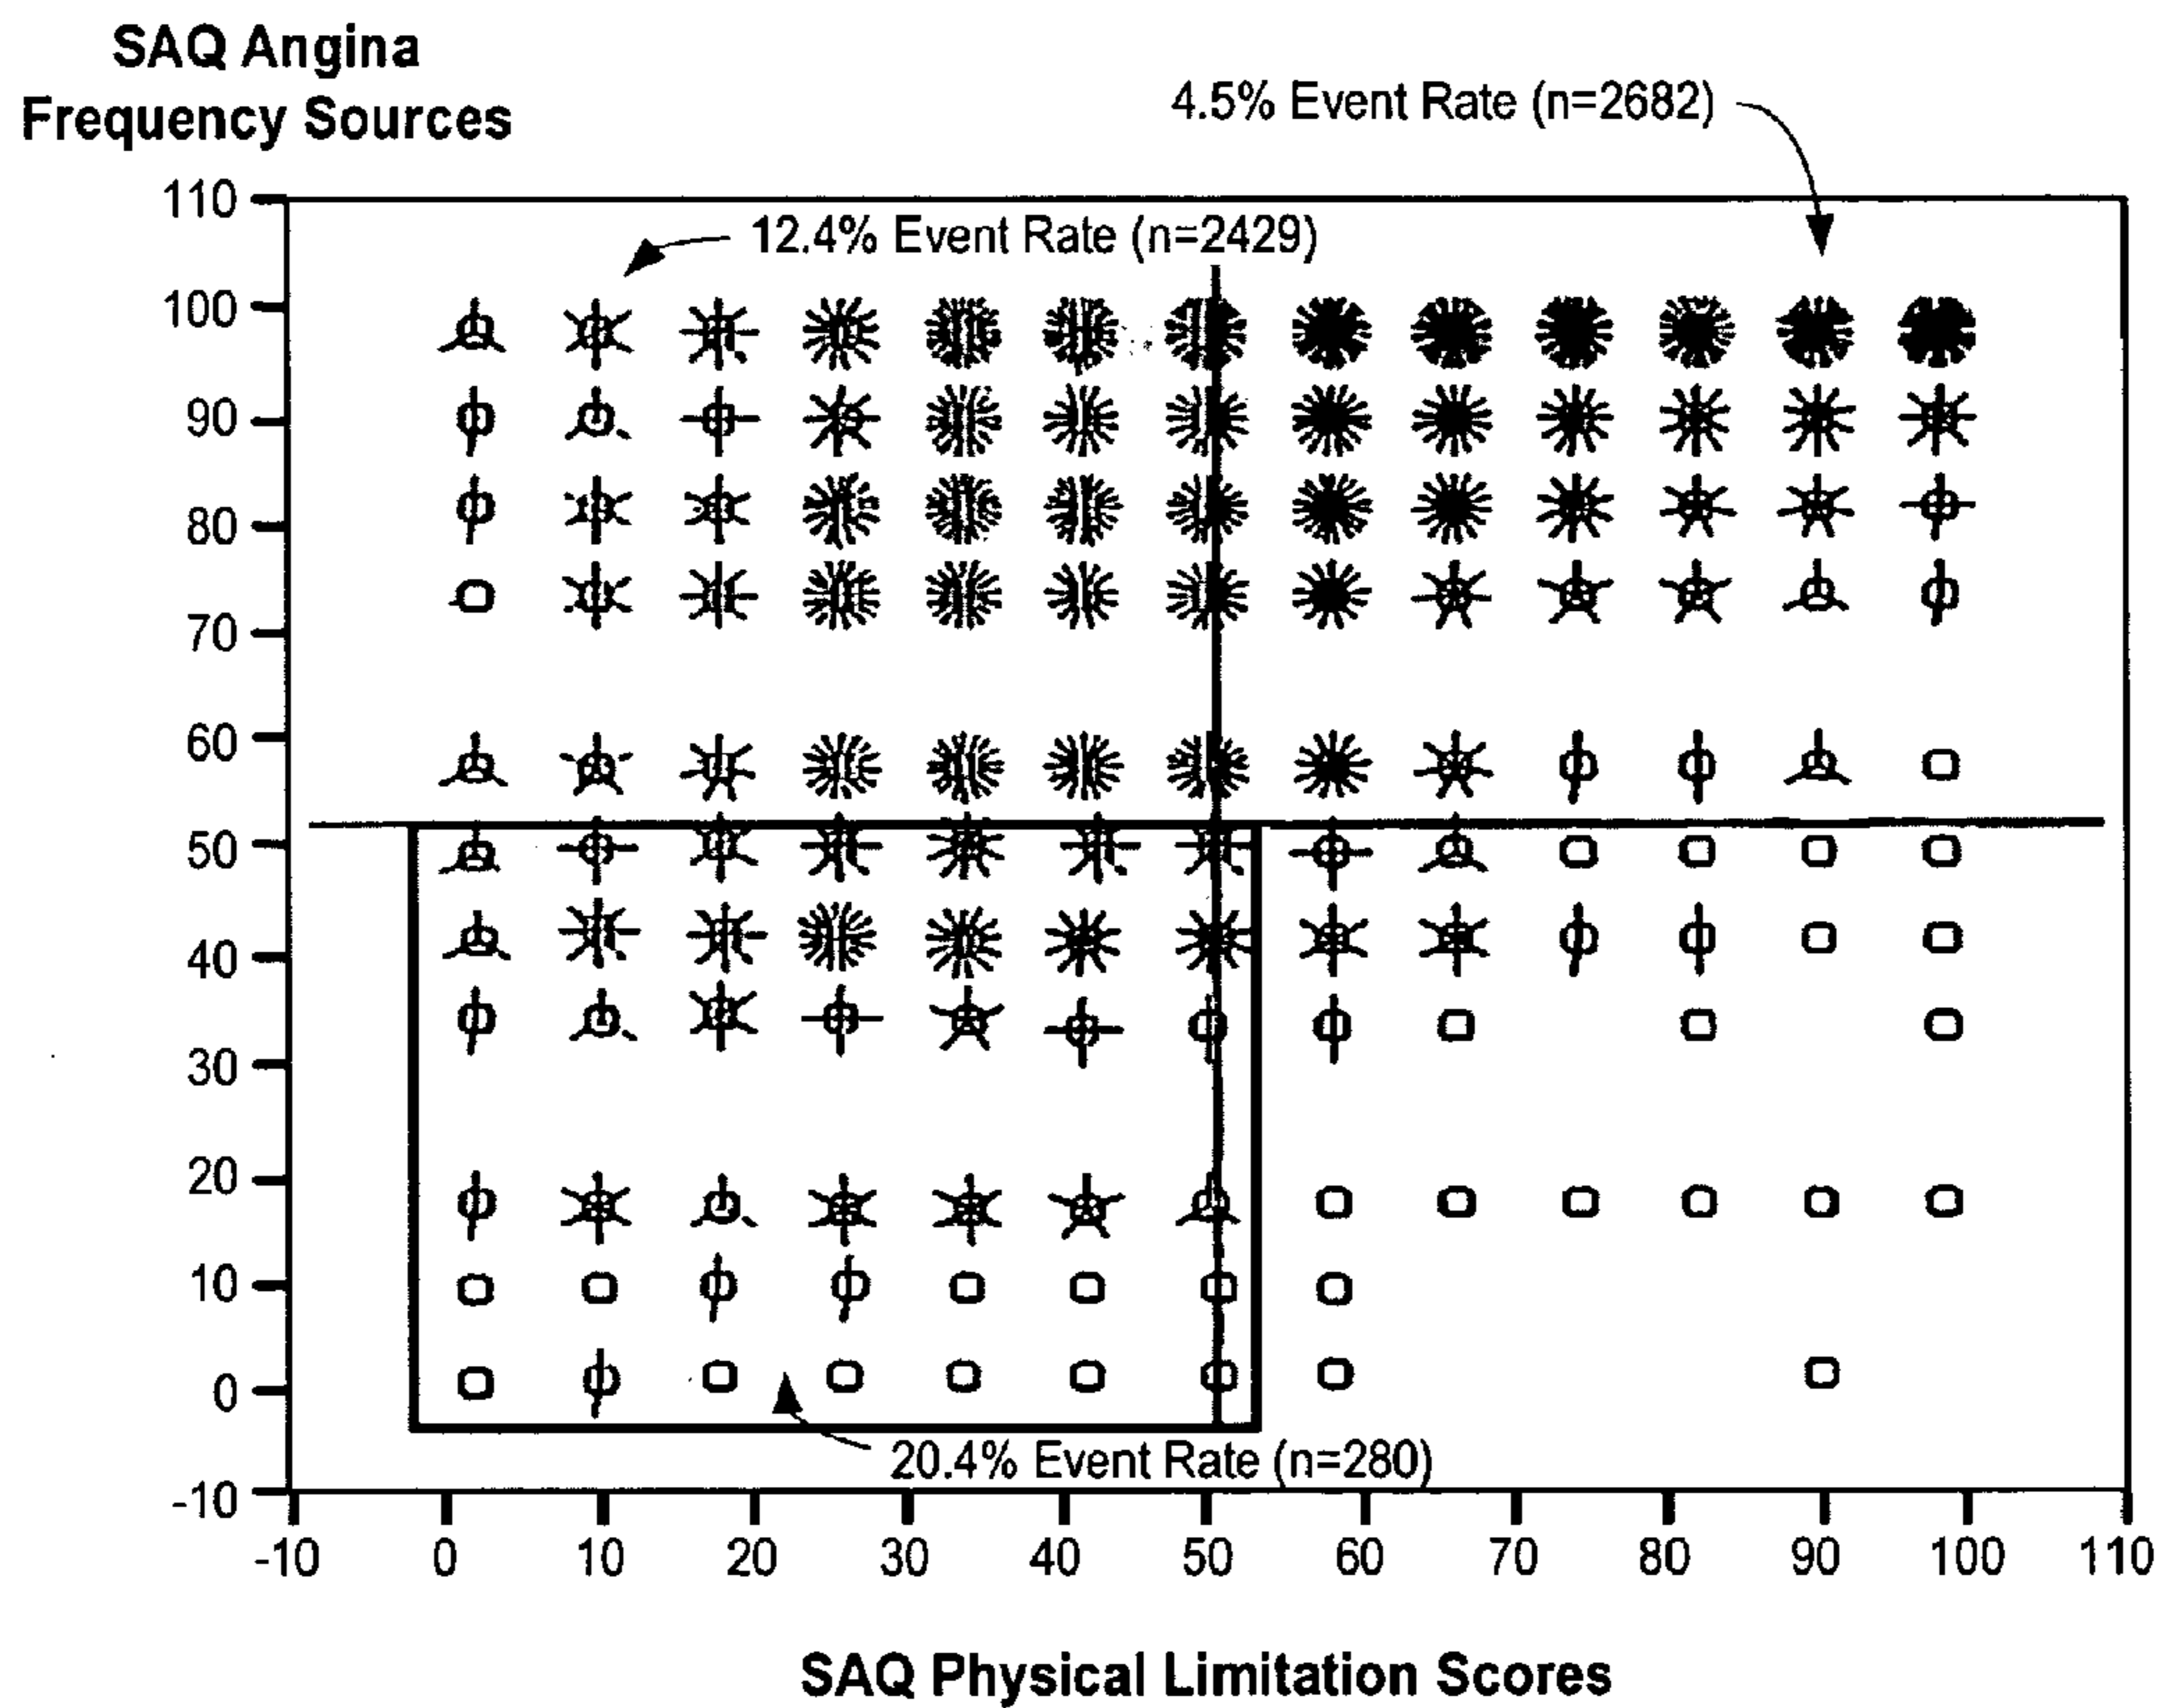 SAQ Angina
Frequency Sources
4.5% Event Rate (n=2682)
12.4% Event Rate (n=2429)
110
100
90
80
70
60
50
40
30
20
10
0
-10
20.4% Event Rate (n=280)
-10 0 10 20 30 40 50 60 70 80 90 100 110
SAQ Physical Limitation Scores